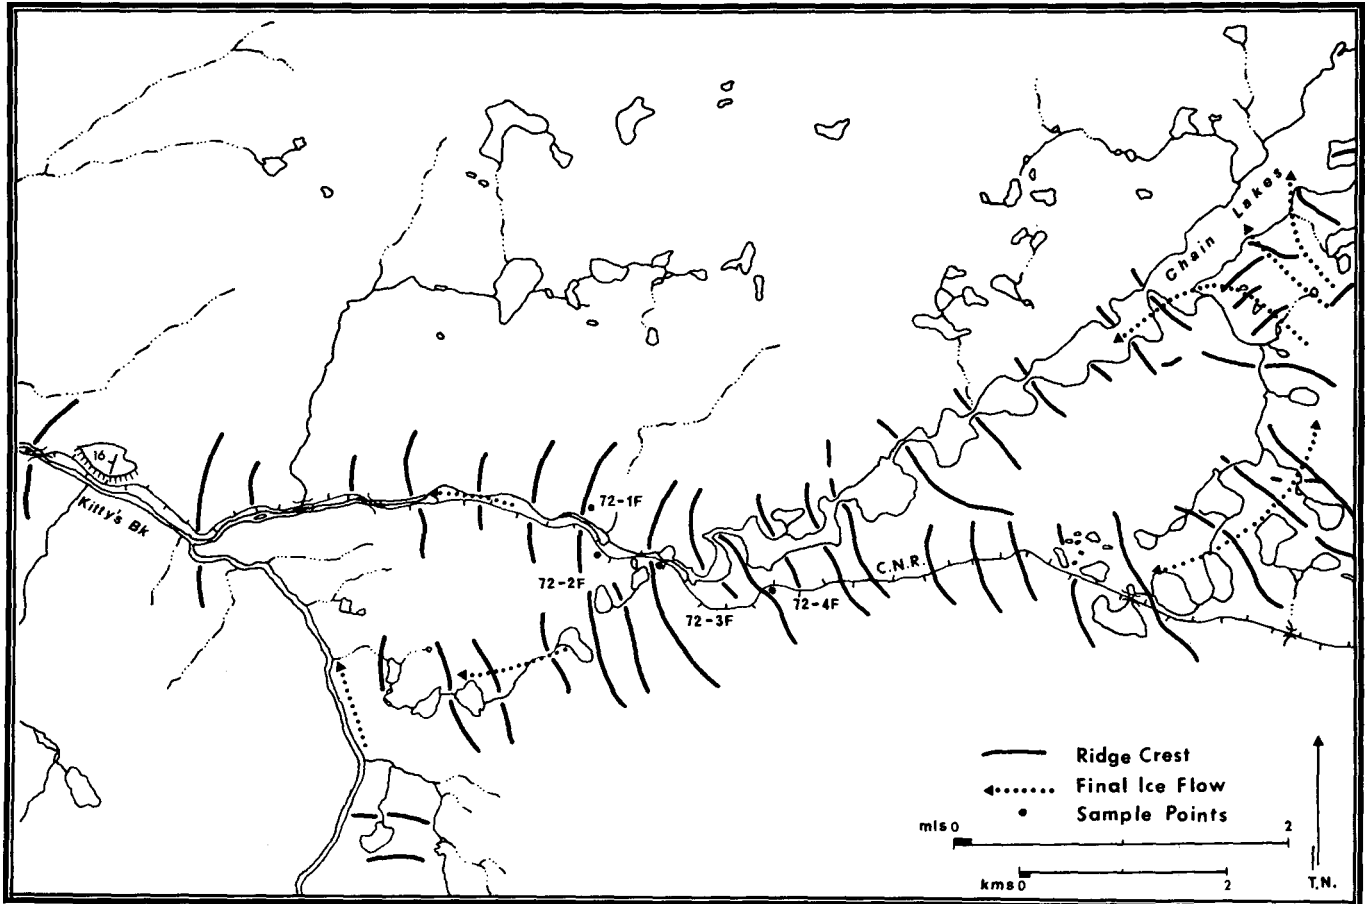 Chain Lakes
16
Kitty's Bk
72-1F
72-2F
C.N.R.
72-4F
72-3F
Ridge Crest
Final Ice Flow
Sample Points
mls 0 2
kms 0 2
T.N.